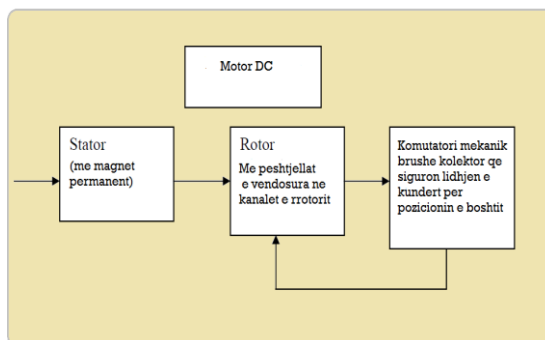 Motor DC
Stator
(me magnet
permanent)
Rotor
Me peshtjellat
e vendosura ne
kanalet e rrotorit
Komutatori mekanik
brushe kolektor qe
siguron lidhjen e
kundert per
pozicionin e boshtit